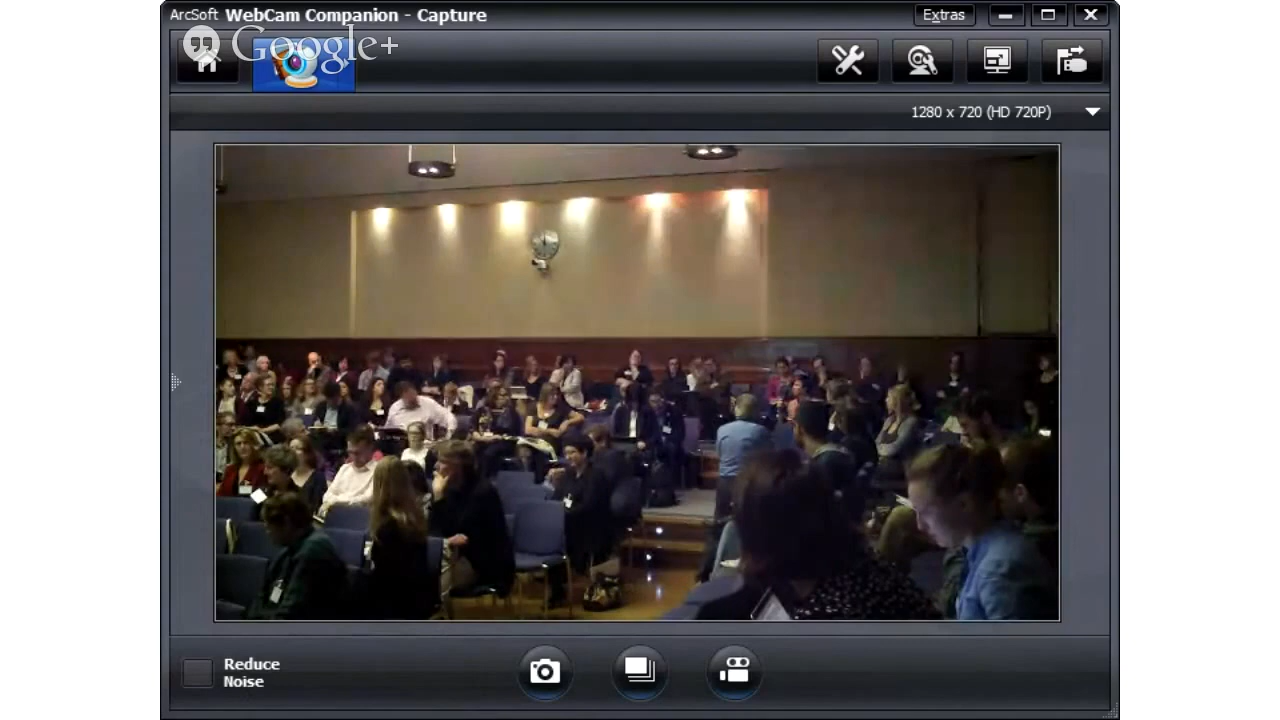 ArcSoft WebCam Companion - Capture
Extras
Google+
1280 x 720 (HD 720P)
Reduce
Noise